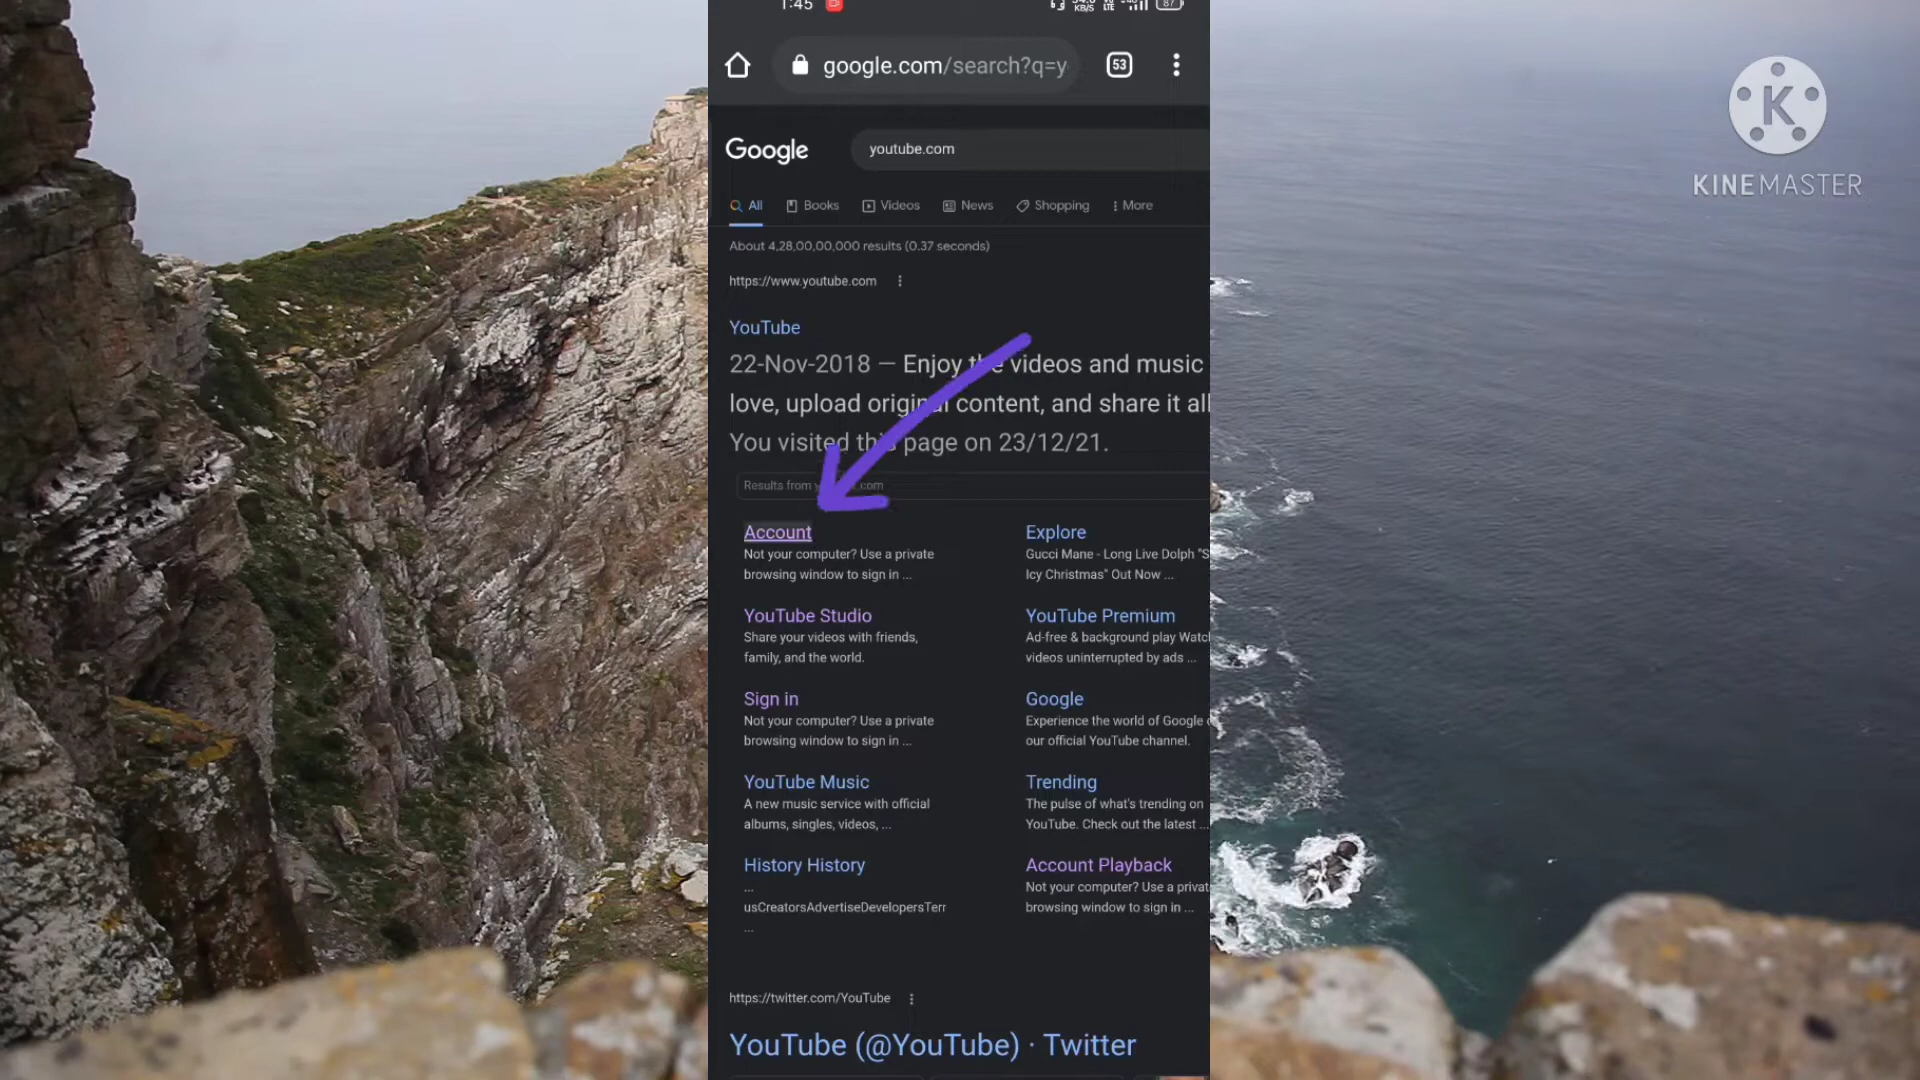 1:45
KB/S
LTE
87
google.com/search?q=y
53
KINEMASTER
Google
youtube.com
All
Books
Videos
News
Shopping
More
About 4,28,00,00,000 results (0.37 seconds)
https://www.youtube.com
YouTube
22-Nov-2018 — Enjoy the videos and music
love, upload original content, and share it all
You visited this page on 23/12/21.
Results from .com
Account
Not your computer? Use a private
browsing window to sign in ...
Explore
Gucci Mane - Long Live Dolph "S
Icy Christmas" Out Now ...
YouTube Studio
Share your videos with friends,
family, and the world.
YouTube Premium
Ad-free & background play Watch
videos uninterrupted by ads ...
Sign in
Not your computer? Use a private
browsing window to sign in ...
Google
Experience the world of Google
our official YouTube channel.
YouTube Music
A new music service with official
albums, singles, videos, ...
Trending
The pulse of what's trending on
YouTube. Check out the latest ...
History History
...
usCreatorsAdvertiseDevelopersTerr
...
Account Playback
Not your computer? Use a privat
browsing window to sign in ...
https://twitter.com/YouTube
YouTube (@YouTube) · Twitter